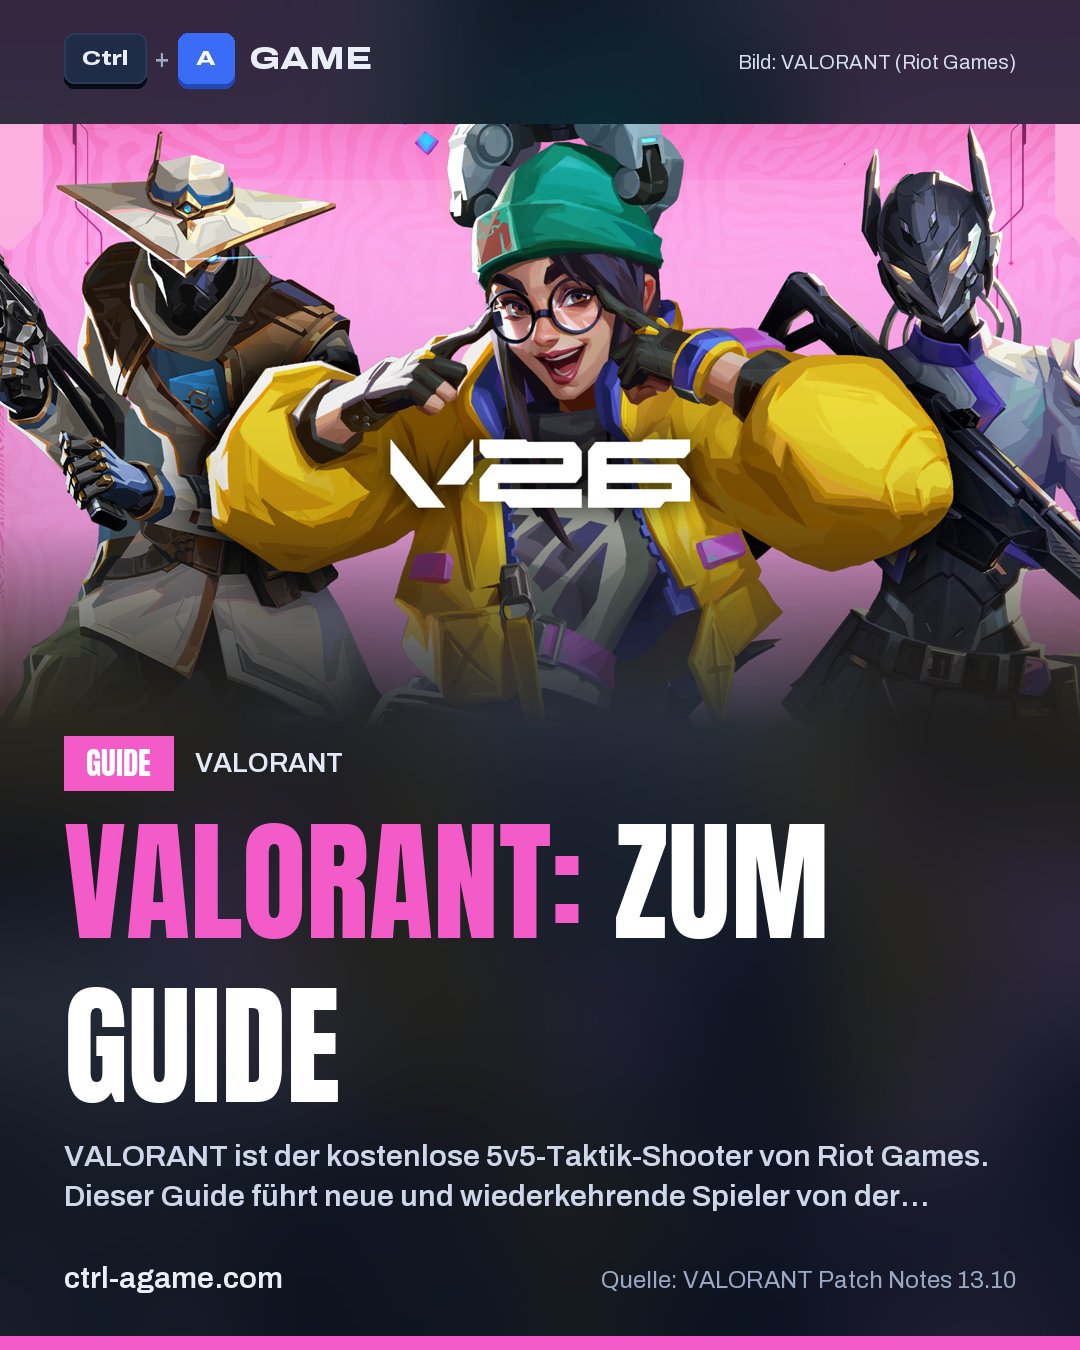 Ctrl + A GAME
Bild: VALORANT (Riot Games)
V26
GUIDE VALORANT
VALORANT: ZUM
GUIDE
VALORANT ist der kostenlose 5v5-Taktik-Shooter von Riot Games.
Dieser Guide führt neue und wiederkehrende Spieler von der...
ctrl-agame.com
Quelle: VALORANT Patch Notes 13.10